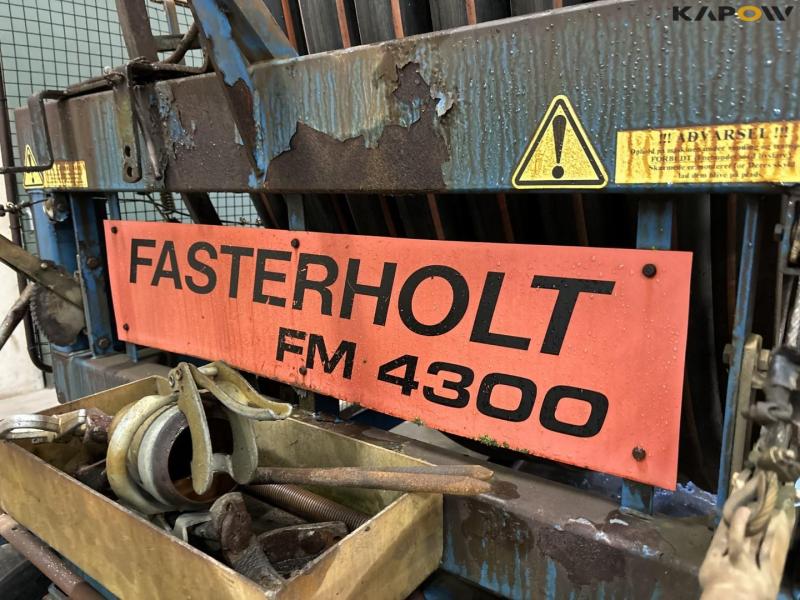 KAPOW
!!! ADVARSEL !!!
FORBUDT
FASTERHOLT
FM 4300